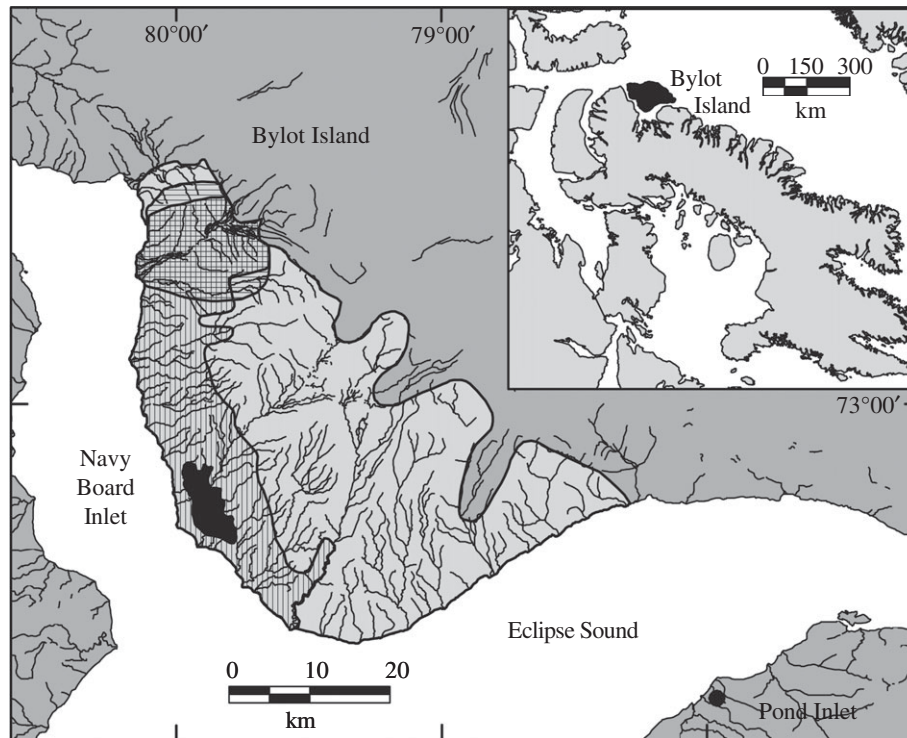 80°00′
79°00′
Bylot Island
0 150 300
km
Bylot
Island
73°00′
Navy
Board
Inlet
Eclipse Sound
0 10 20
km
Pond Inlet